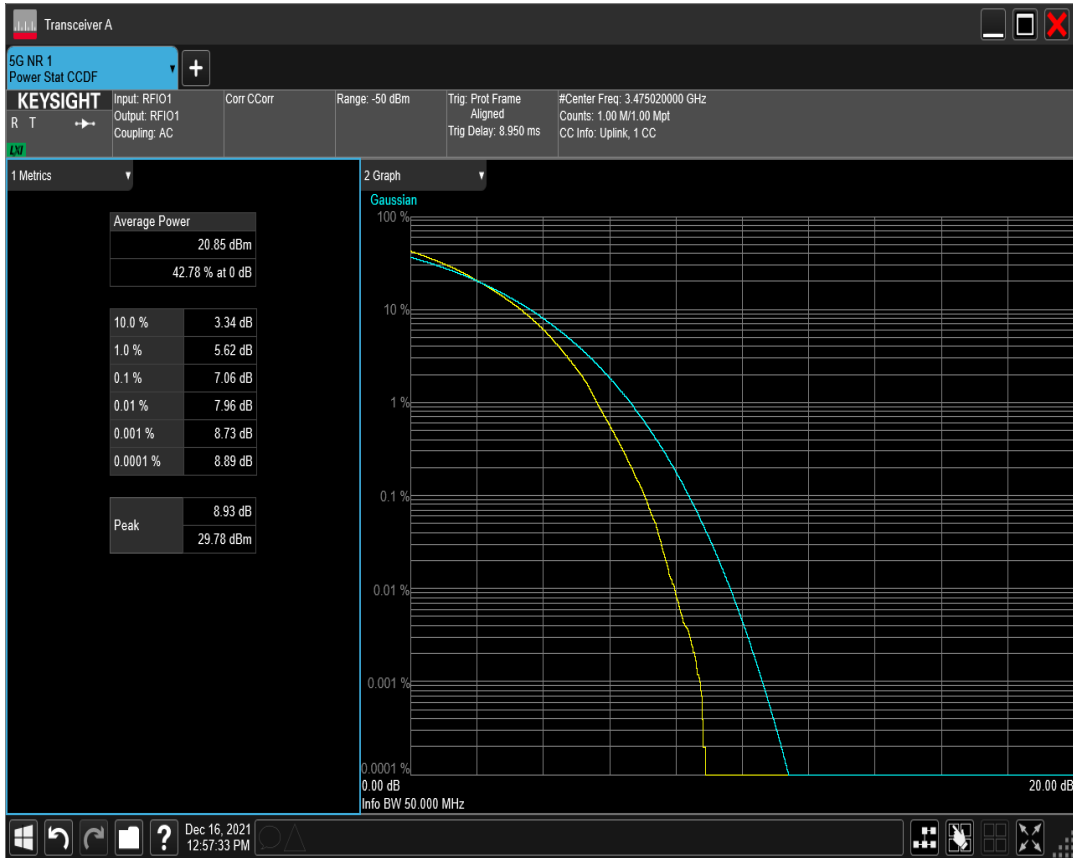 Transceiver A
5G NR 1
Power Stat CCDF
+
KEYSIGHT
R T
LXI
Input: RFIO1
Output: RFIO1
Coupling: AC
Corr CCorr
Range: -50 dBm
Trig: Prot Frame
Aligned
Trig Delay: 8.950 ms
#Center Freq: 3.475020000 GHz
Counts: 1.00 M/1.00 Mpt
CC Info: Uplink, 1 CC
1 Metrics
Average Power
20.85 dBm
42.78 % at 0 dB
10.0 % 3.34 dB
1.0 % 5.62 dB
0.1 % 7.06 dB
0.01 % 7.96 dB
0.001 % 8.73 dB
0.0001 % 8.89 dB
Peak
8.93 dB
29.78 dBm
2 Graph
Gaussian
100 %
10 %
1 %
0.1 %
0.01 %
0.001 %
0.0001 %
0.00 dB 20.00 dB
Info BW 50.000 MHz
?
Dec 16, 2021
12:57:33 PM